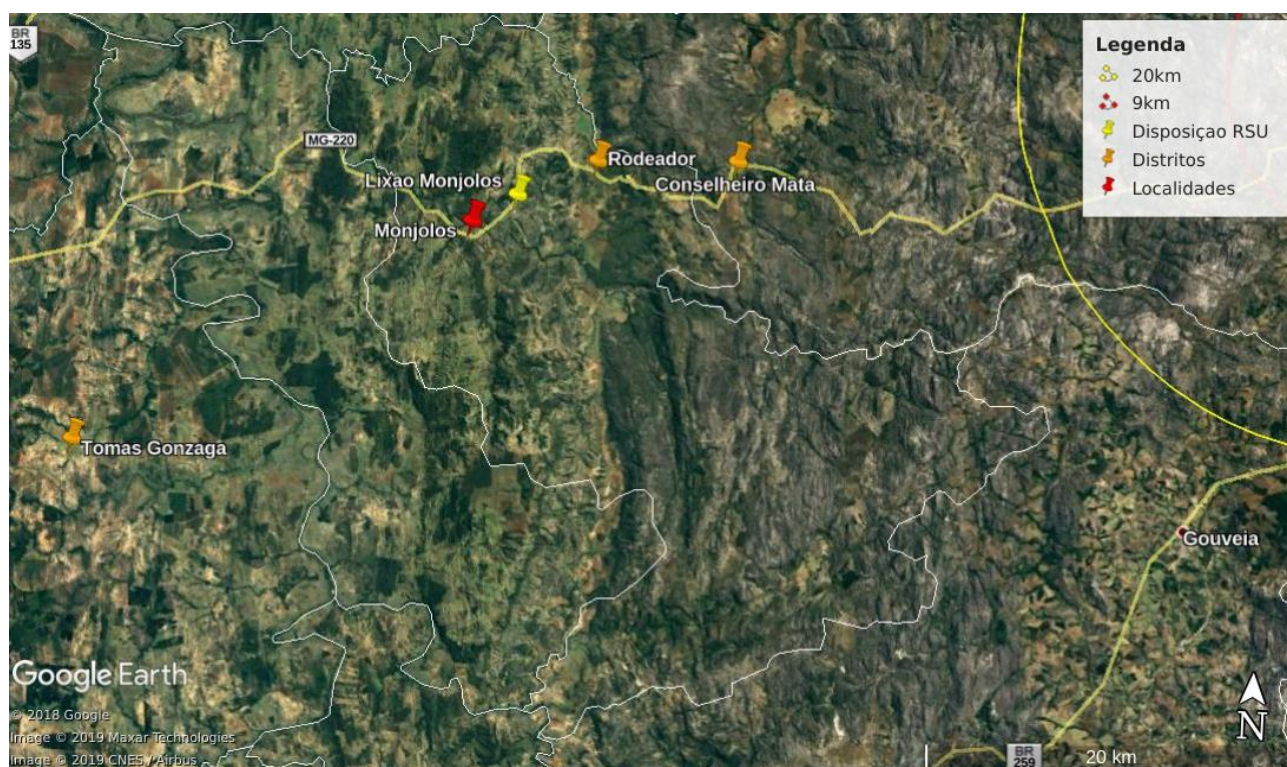 BR
135
Legenda
20km
9km
Disposiçao RSU
Distritos
Localidades
MG-220
Rodeador
Lixao Monjolos
Conselheiro Mata
Monjolos
Tomas Gonzaga
Gouveia
Google Earth
© 2018 Google
Image © 2019 Maxar Technologies
Image © 2019 CNES / Airbus
BR
259
20 km
N